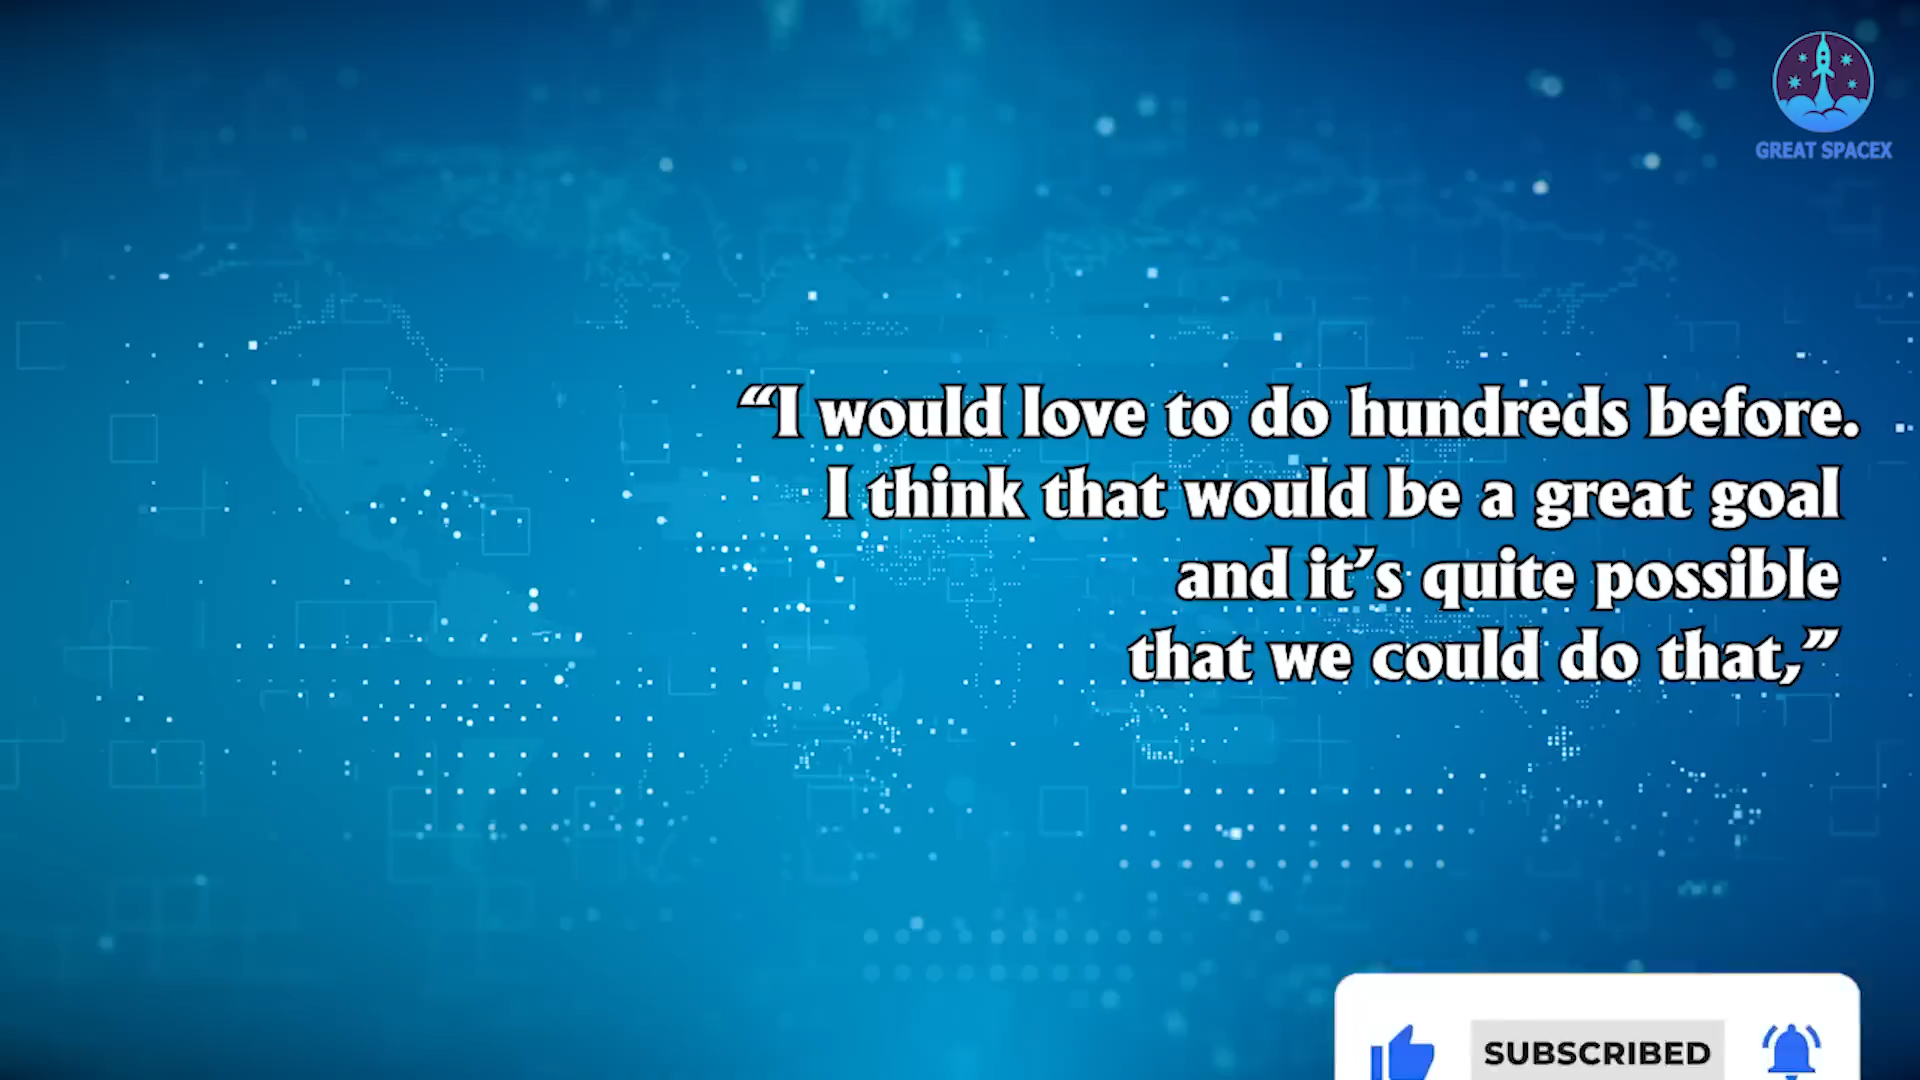 GREAT SPACEX
“I would love to do hundreds before.
I think that would be a great goal
and it’s quite possible
that we could do that,”
SUBSCRIBED